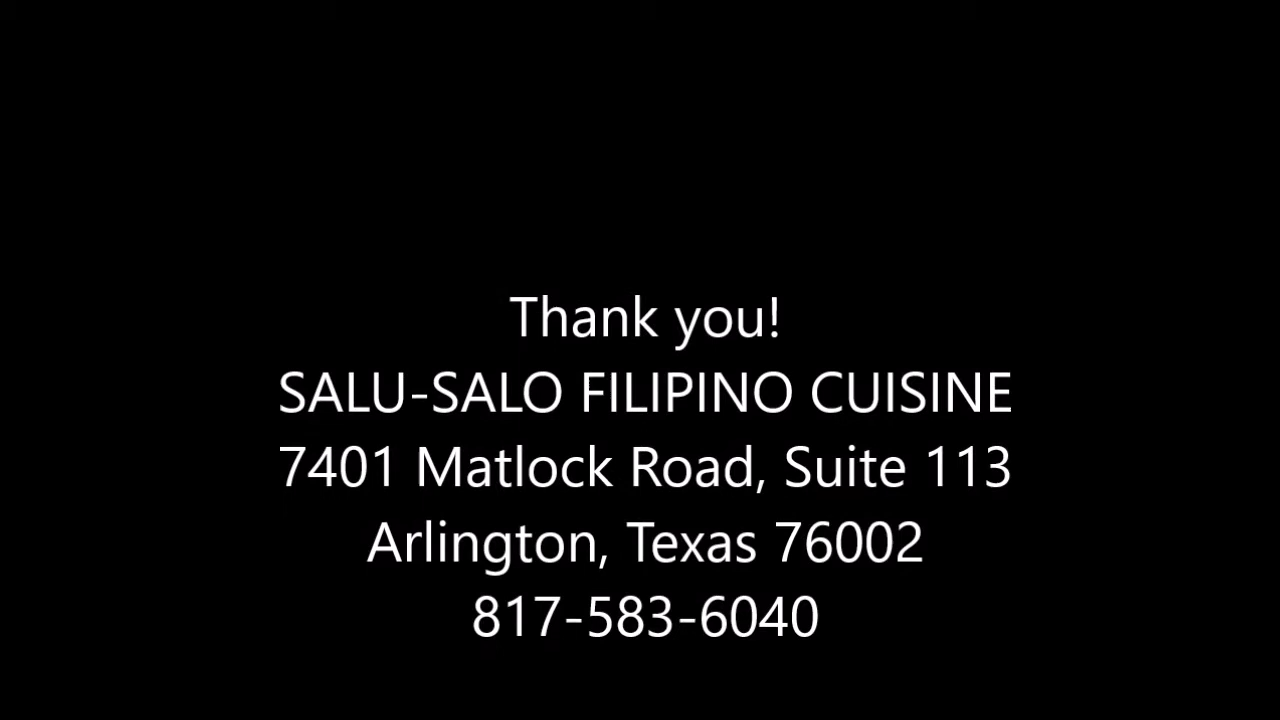 Thank you!
SALU-SALO FILIPINO CUISINE
7401 Matlock Road, Suite 113
Arlington, Texas 76002
817-583-6040